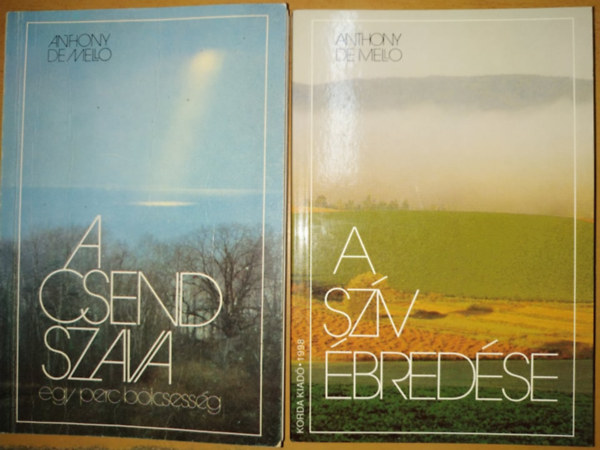 ANTHONY
DE MELLO
A
CSEND
SZAVA
egy perc bölcsesség
ANTHONY
DE MELLO
A
SZÍV
ÉBREDÉSE
KORDA KIADÓ • 1998